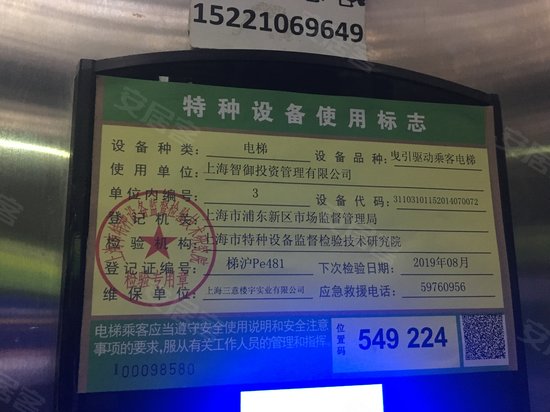 15221069649
特种设备使用标志
设备种类: 电梯 设备品种: 曳引驱动乘客电梯
使用单位: 上海智御投资管理有限公司
单位内编号: 3 设备代码: 31103101152014070072
登记机关: 上海市浦东新区市场监督管理局
检验机构: 上海市特种设备监督检验技术研究院
登记证编号: 梯沪Pe481 下次检验日期: 2019年08月
维保单位: 上海三意楼宇实业有限公司 应急救援电话: 59760956
检验专用章
电梯乘客应当遵守安全使用说明和安全注意
事项的要求,服从有关工作人员的管理和指挥.
位置码 549 224
00098580
安居客